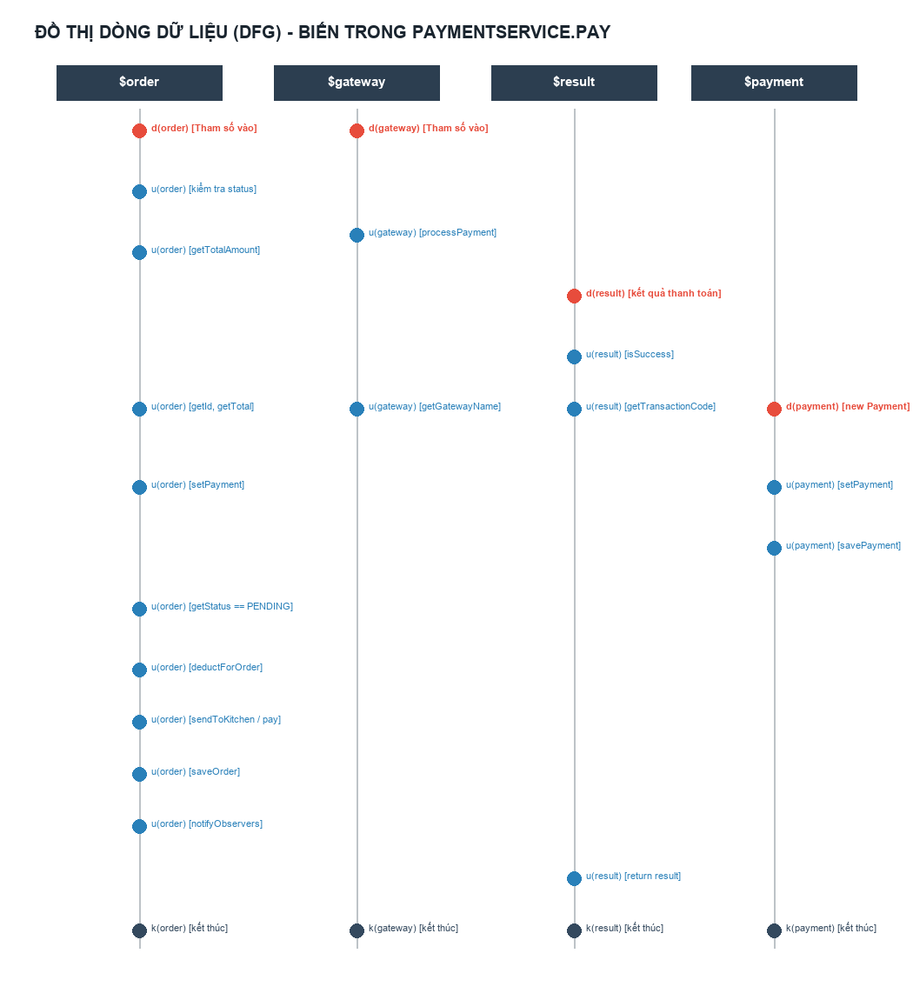 ĐỒ THỊ DÒNG DỮ LIỆU (DFG) - BIẾN TRONG PAYMENTSERVICE.PAY
$order
$gateway
$result
$payment
d(order) [Tham số vào]
d(gateway) [Tham số vào]
u(order) [kiểm tra status]
u(gateway) [processPayment]
u(order) [getTotalAmount]
d(result) [kết quả thanh toán]
u(result) [isSuccess]
u(order) [getId, getTotal]
u(gateway) [getGatewayName]
u(result) [getTransactionCode]
d(payment) [new Payment]
u(order) [setPayment]
u(payment) [setPayment]
u(payment) [savePayment]
u(order) [getStatus == PENDING]
u(order) [deductForOrder]
u(order) [sendToKitchen / pay]
u(order) [saveOrder]
u(order) [notifyObservers]
u(result) [return result]
k(order) [kết thúc]
k(gateway) [kết thúc]
k(result) [kết thúc]
k(payment) [kết thúc]